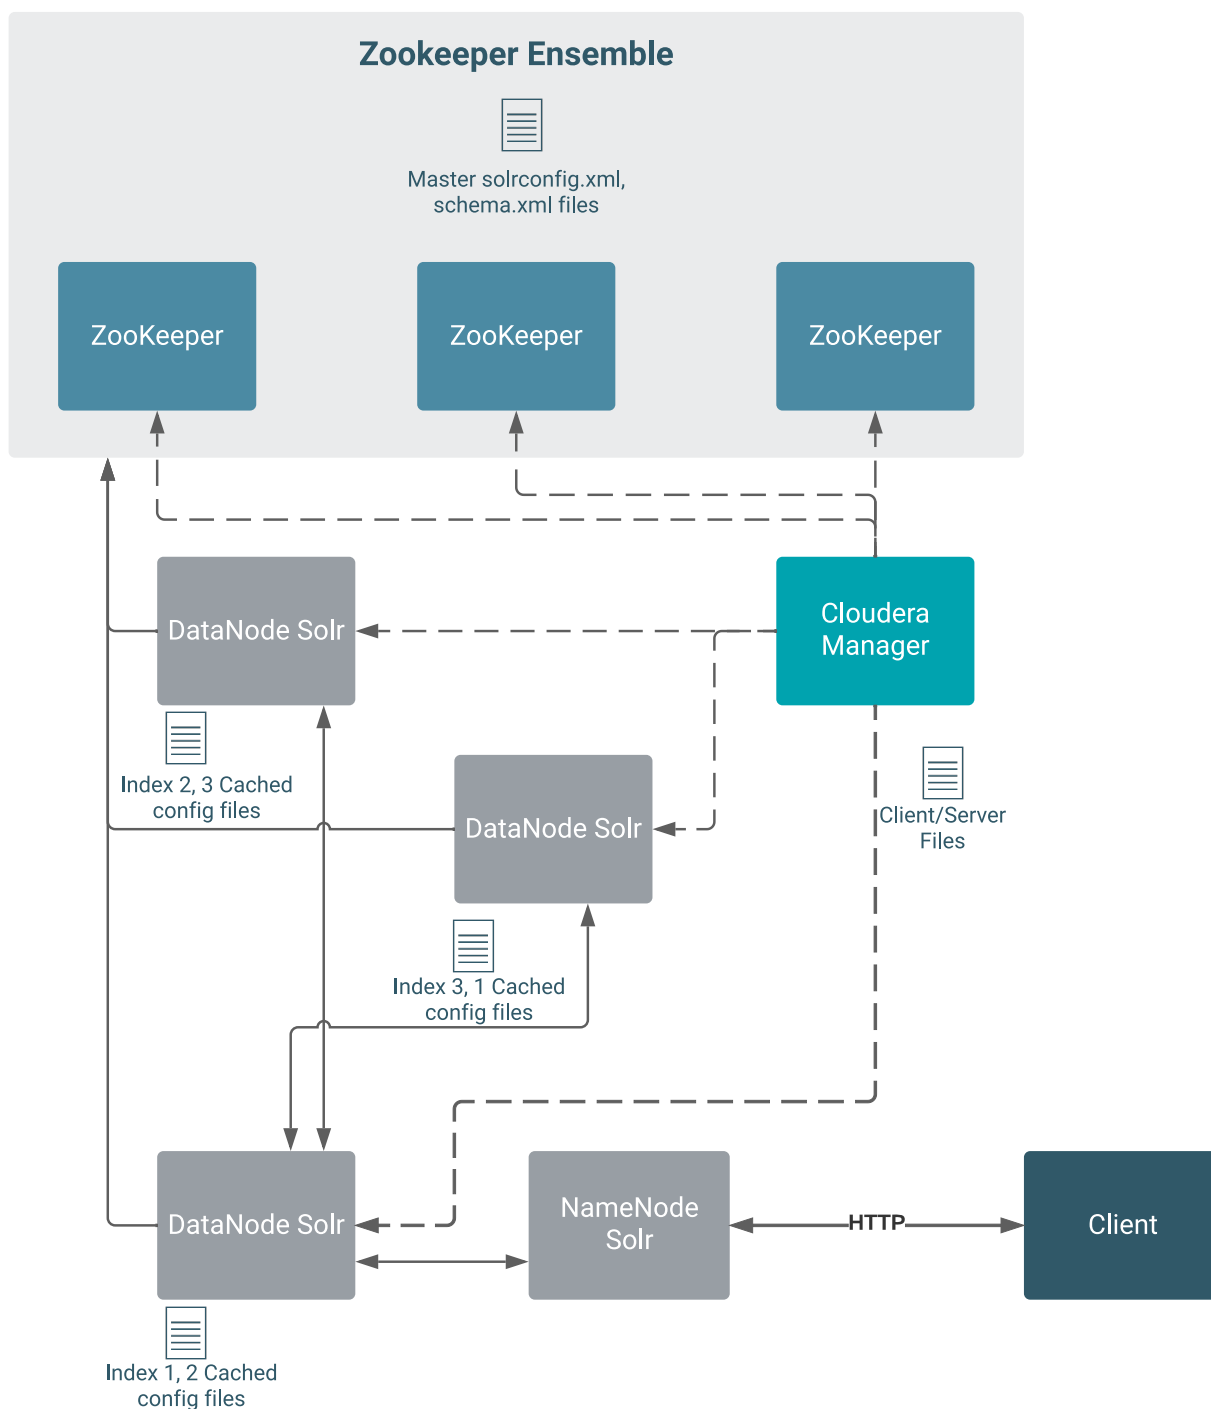 Zookeeper Ensemble
Master solrconfig.xml,
schema.xml files
ZooKeeper
ZooKeeper
ZooKeeper
DataNode Solr
Cloudera
Manager
Index 2, 3 Cached
config files
Client/Server
Files
DataNode Solr
Index 3, 1 Cached
config files
DataNode Solr
NameNode
Solr
HTTP
Client
Index 1, 2 Cached
config files